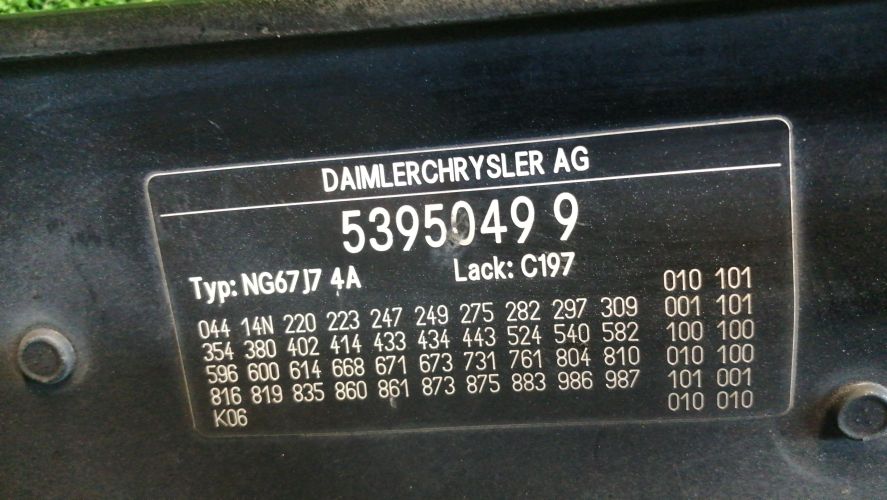 DAIMLERCHRYSLER AG
5395049 9
Typ: NG67J7 4A Lack: C197
010 101
044 14N 220 223 247 249 275 282 297 309 001 101
354 380 402 414 433 434 443 524 540 582 100 100
596 600 614 668 671 673 731 761 804 810 010 100
816 819 835 860 861 873 875 883 986 987 101 001
K06 010 010